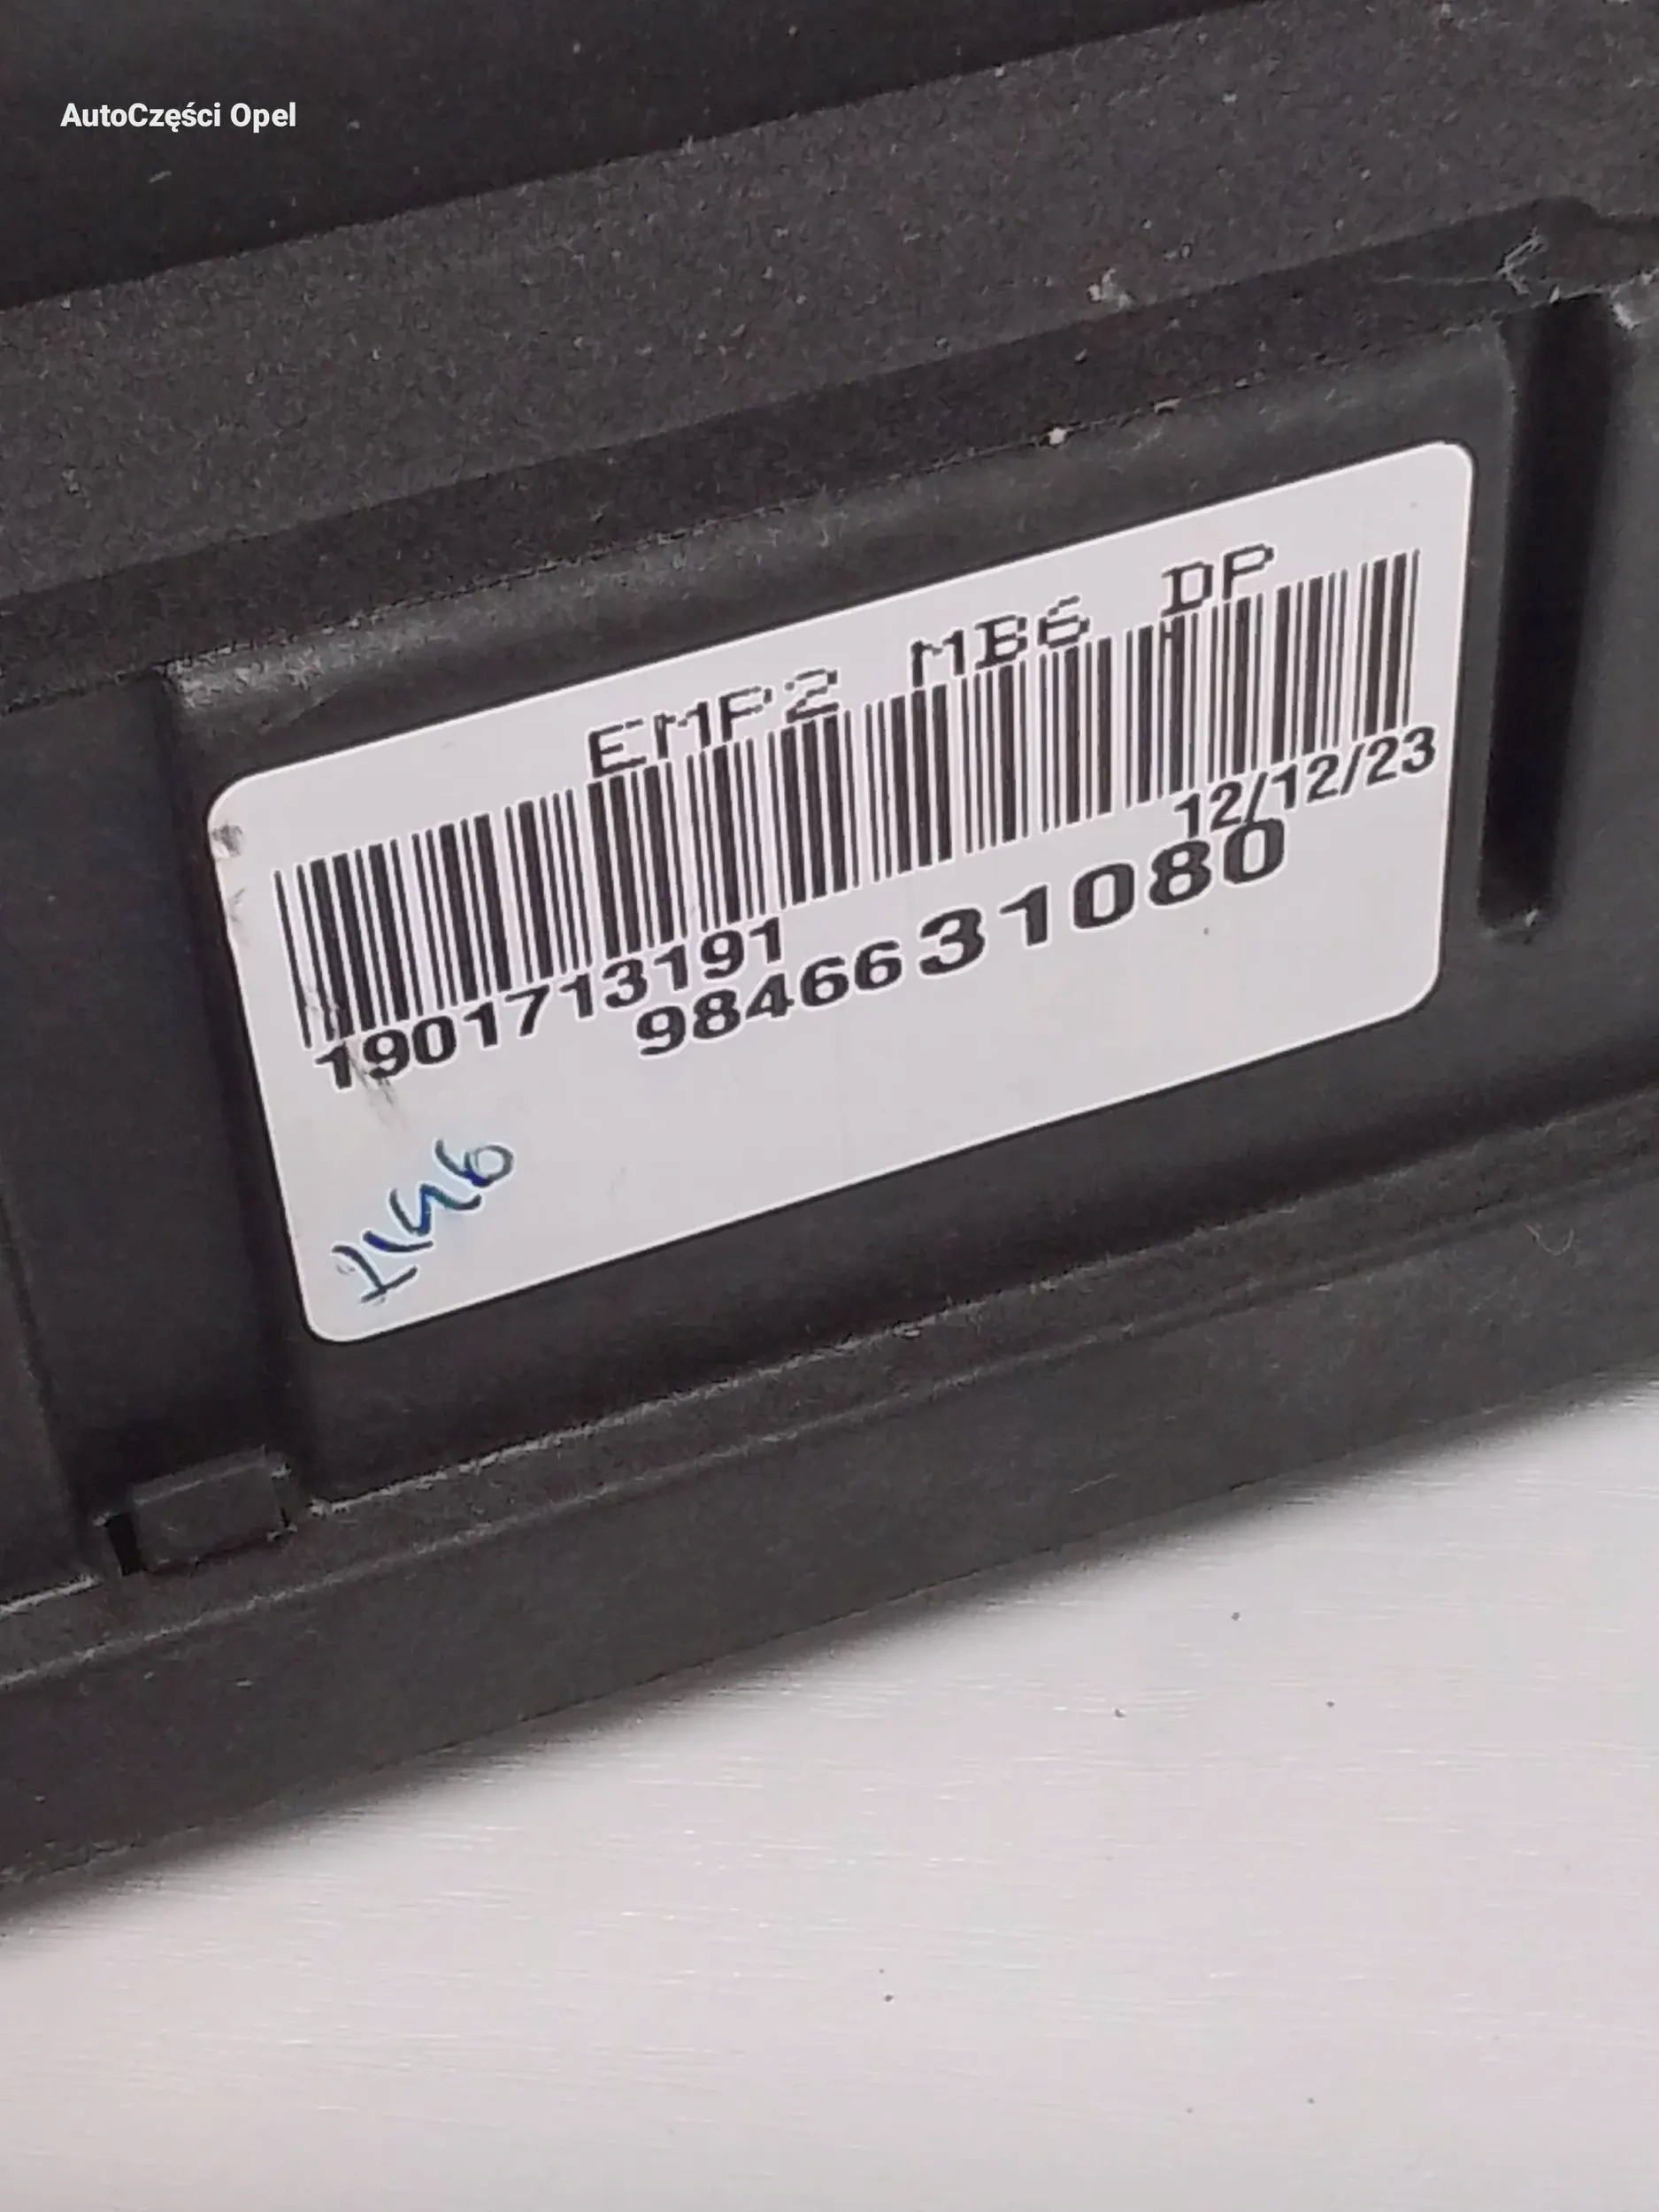 AutoCzęści Opel
EMP2 MB6 DP
12/12/23
1901713191
9846631080